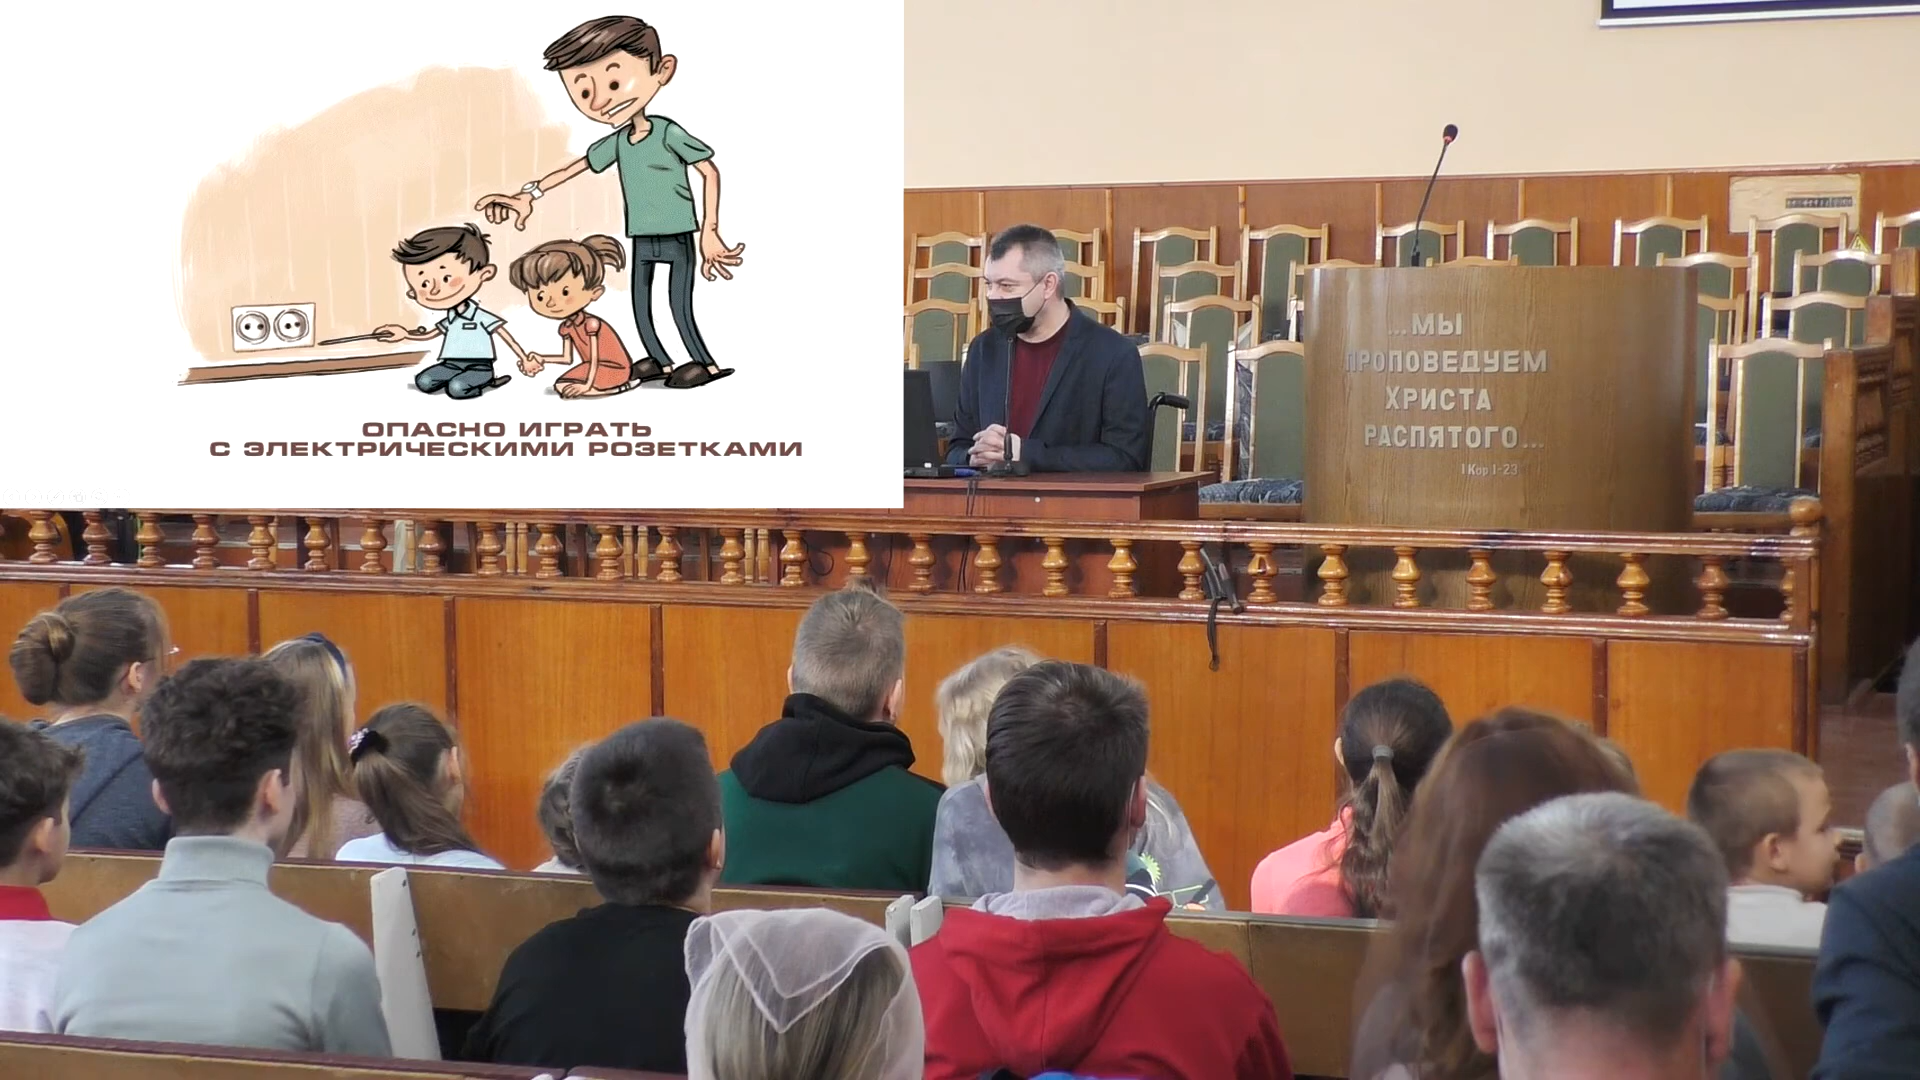 ОПАСНО ИГРАТЬ
С ЭЛЕКТРИЧЕСКИМИ РОЗЕТКАМИ
...МЫ
ПРОПОВЕДУЕМ
ХРИСТА
РАСПЯТОГО...
I Кор 1-23